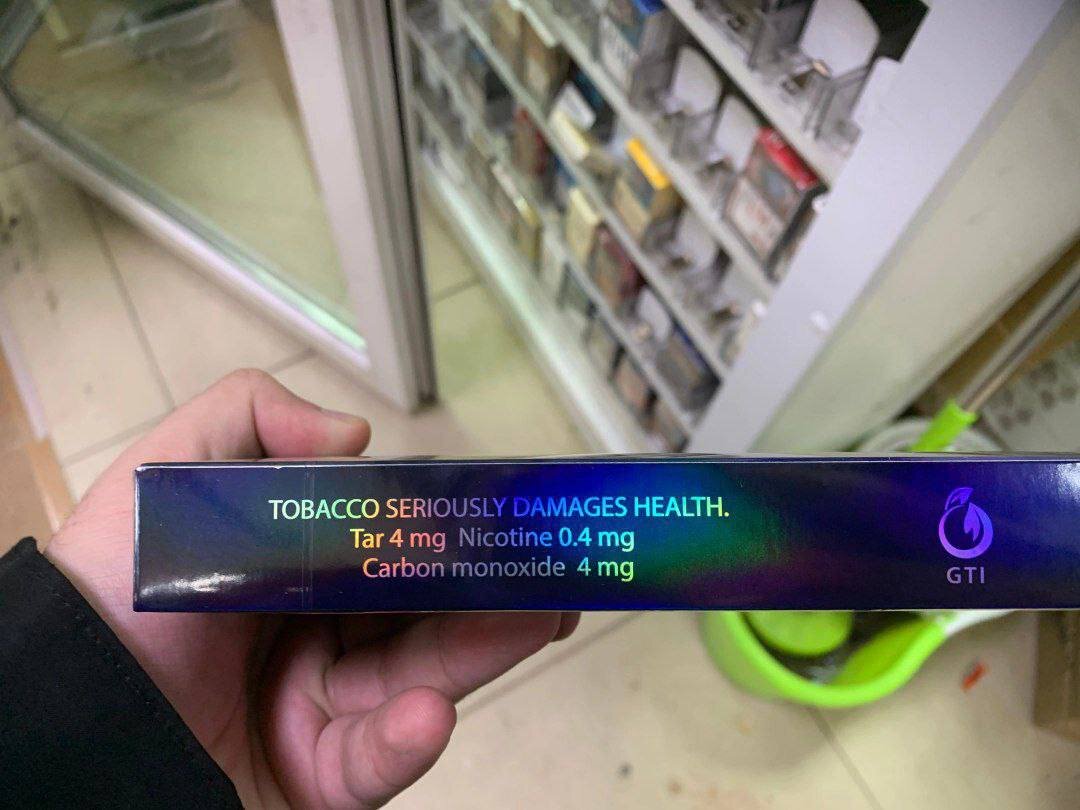 TOBACCO SERIOUSLY DAMAGES HEALTH.
Tar 4 mg Nicotine 0.4 mg
Carbon monoxide 4 mg
GTI